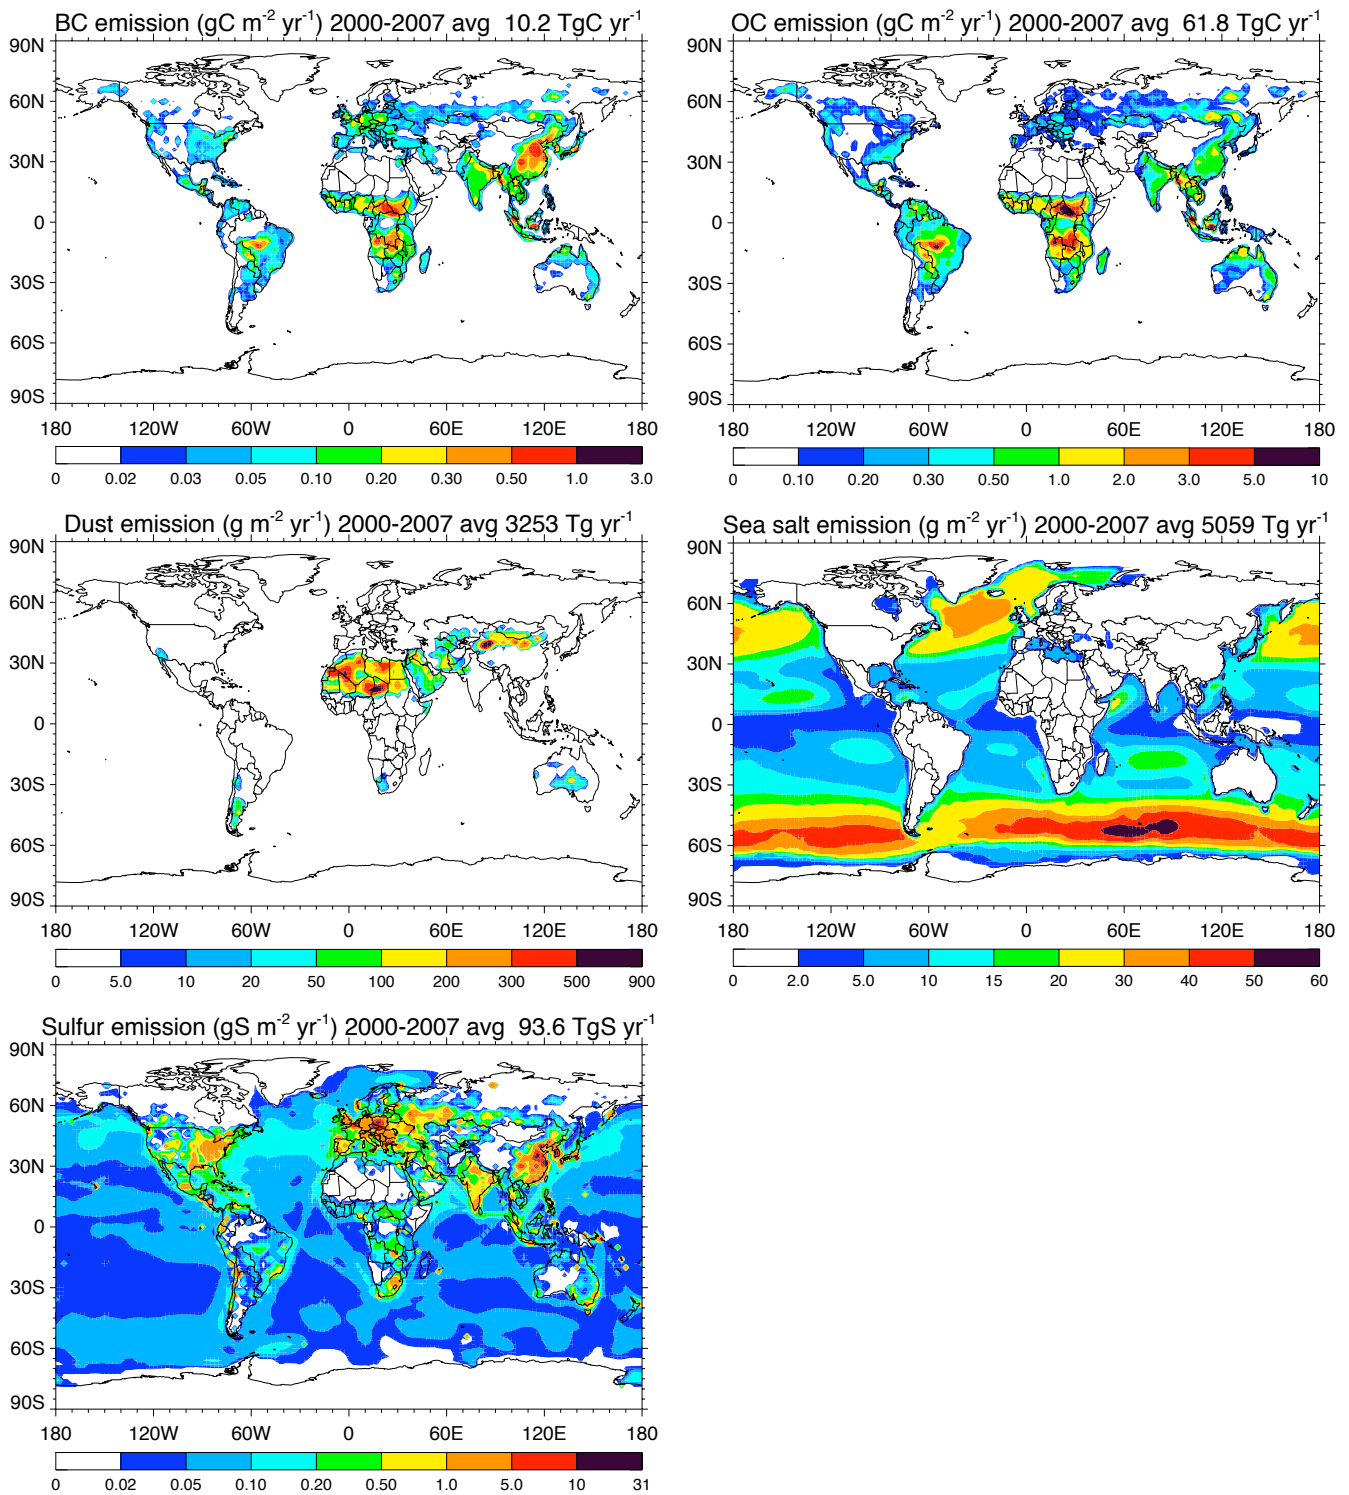 BC emission (gC m⁻² yr⁻¹) 2000-2007 avg 10.2 TgC yr⁻¹
90N
60N
30N
0
30S
60S
90S
180 120W 60W 0 60E 120E 180
0 0.02 0.03 0.05 0.10 0.20 0.30 0.50 1.0 3.0
OC emission (gC m⁻² yr⁻¹) 2000-2007 avg 61.8 TgC yr⁻¹
90N
60N
30N
0
30S
60S
90S
180 120W 60W 0 60E 120E 180
0 0.10 0.20 0.30 0.50 1.0 2.0 3.0 5.0 10
Dust emission (g m⁻² yr⁻¹) 2000-2007 avg 3253 Tg yr⁻¹
90N
60N
30N
0
30S
60S
90S
180 120W 60W 0 60E 120E 180
0 5.0 10 20 50 100 200 300 500 900
Sea salt emission (g m⁻² yr⁻¹) 2000-2007 avg 5059 Tg yr⁻¹
90N
60N
30N
0
30S
60S
90S
180 120W 60W 0 60E 120E 180
0 2.0 5.0 10 15 20 30 40 50 60
Sulfur emission (gS m⁻² yr⁻¹) 2000-2007 avg 93.6 TgS yr⁻¹
90N
60N
30N
0
30S
60S
90S
180 120W 60W 0 60E 120E 180
0 0.02 0.05 0.10 0.20 0.50 1.0 5.0 10 31